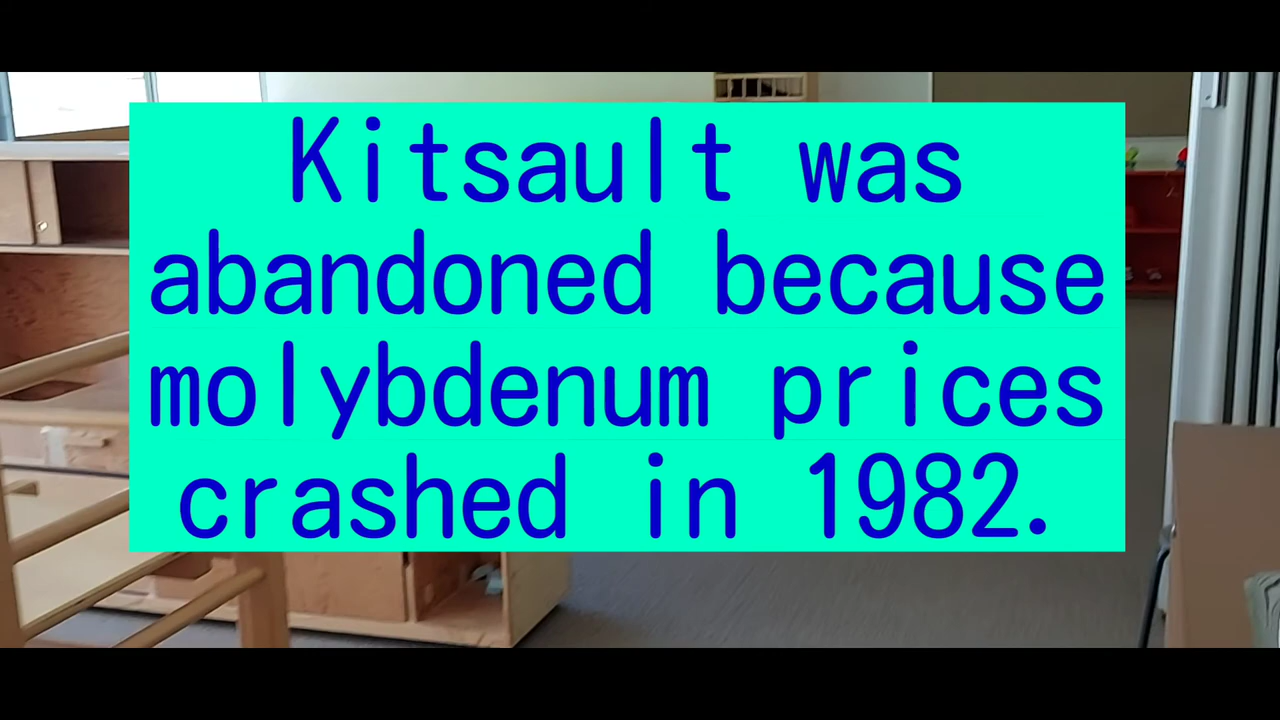 Kitsault was
abandoned because
molybdenum prices
crashed in 1982.